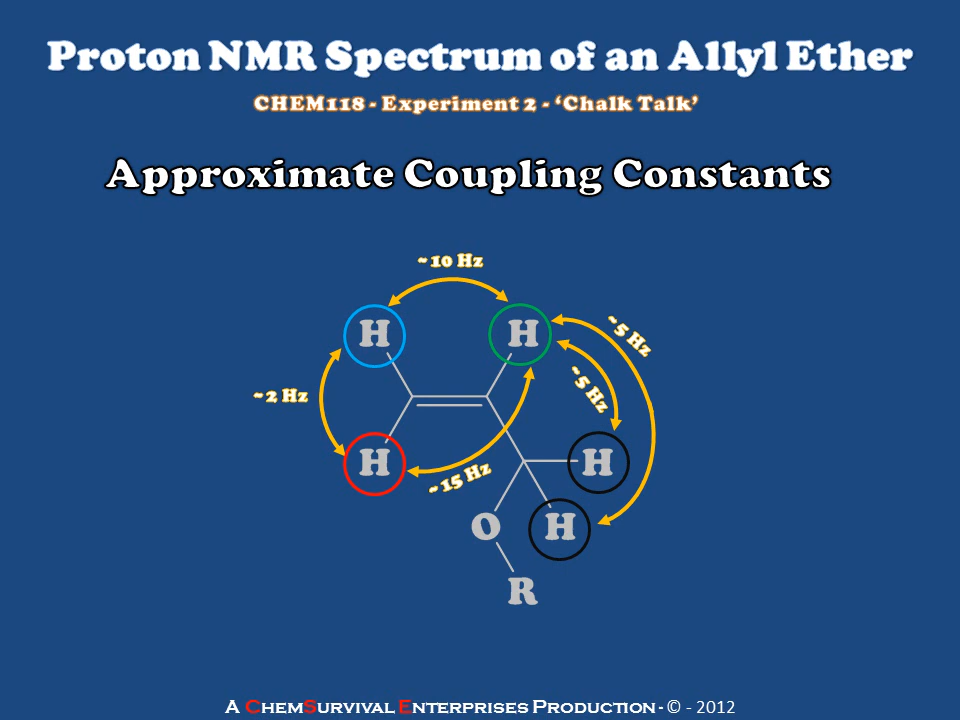 Proton NMR Spectrum of an Allyl Ether
CHEM118 - Experiment 2 - ‘Chalk Talk’
Approximate Coupling Constants
~10 Hz
H H
~5 Hz
~5 Hz
~2 Hz
H H
~15 Hz
O H
R
A ChemSurvival Enterprises Production - © - 2012